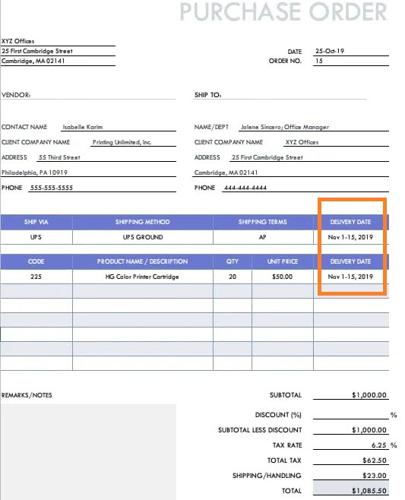 PURCHASE ORDER
XYZ Offices
25 First Cambridge Street DATE 25-Oct-19
Cambridge, MA 02141 ORDER NO. 15
VENDOR: SHIP TO:
CONTACT NAME Isabelle Karim NAME/DEPT Jolene Sincero, Office Manager
CLIENT COMPANY NAME Printing Unlimited, Inc. CLIENT COMPANY NAME XYZ Offices
ADDRESS 55 Third Street ADDRESS 25 First Cambridge Street
Philadelphia, PA 10919 Cambridge, MA 02141
PHONE 555-555-5555 PHONE 444-444-4444
SHIP VIA SHIPPING METHOD SHIPPING TERMS DELIVERY DATE
UPS UPS GROUND AP Nov 1-15, 2019
CODE PRODUCT NAME / DESCRIPTION QTY UNIT PRICE DELIVERY DATE
225 HG Color Printer Cartridge 20 $50.00 Nov 1-15, 2019
REMARKS/NOTES SUBTOTAL $1,000.00
DISCOUNT (%) %
SUBTOTAL LESS DISCOUNT $1,000.00
TAX RATE 6.25 %
TOTAL TAX $62.50
SHIPPING/HANDLING $23.00
TOTAL $1,085.50